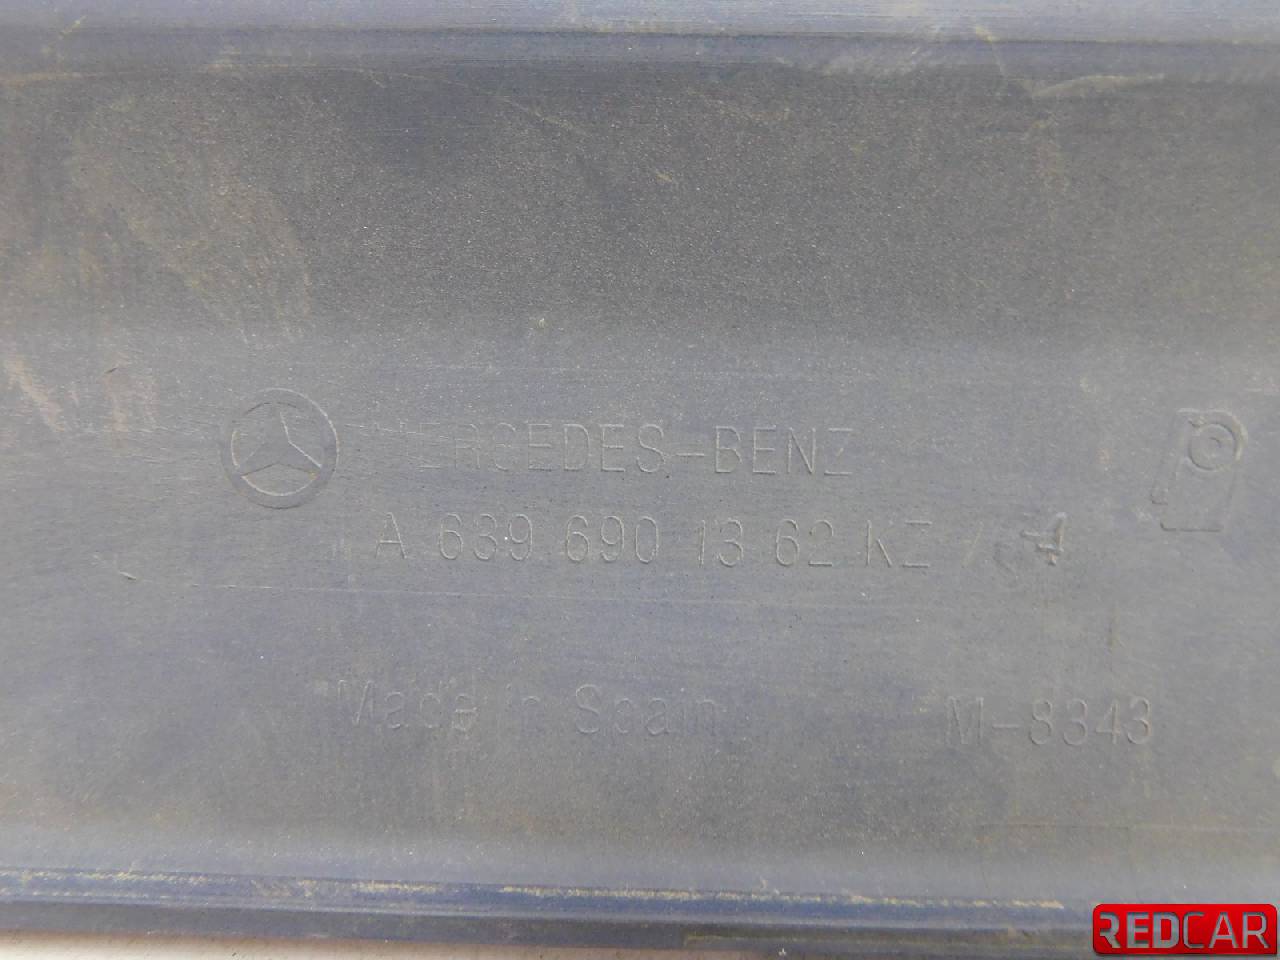 MERCEDES-BENZ
A 639 690 13 62 KZ /
Made in Spain M-8343
REDCAR